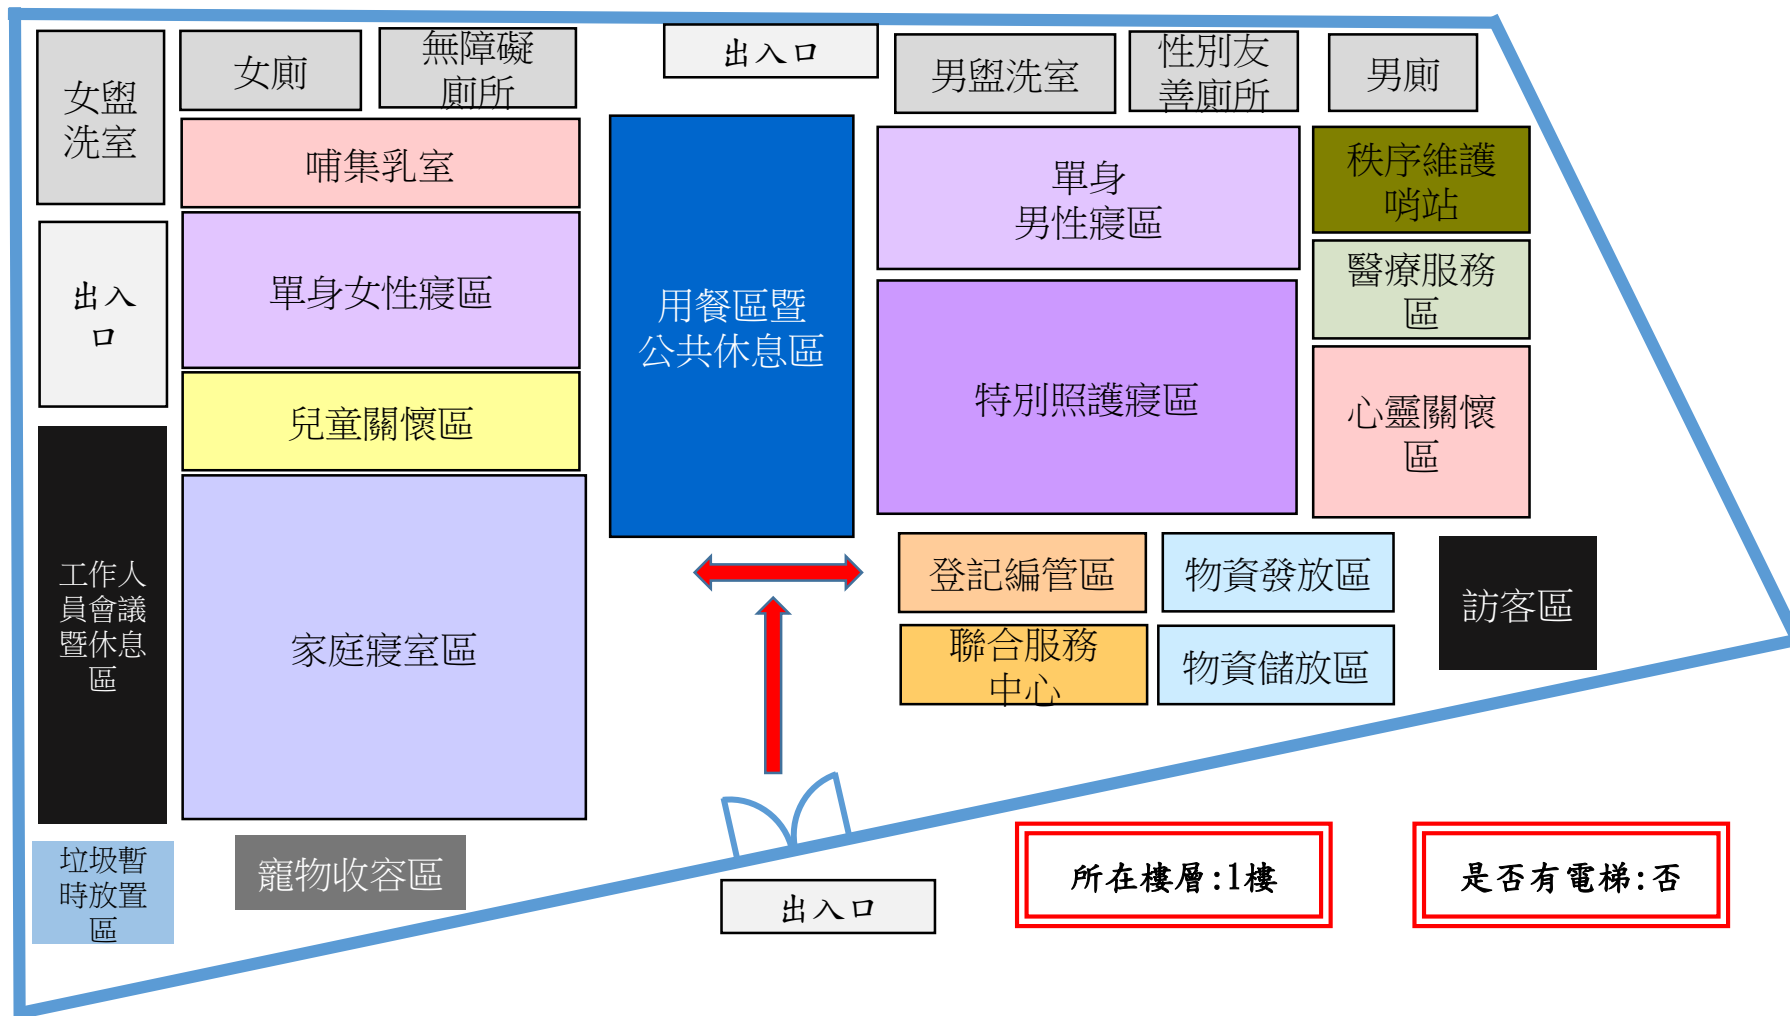 女盥
洗室
女廁
無障礙
廁所
出入口
男盥洗室
性別友
善廁所
男廁
哺集乳室
單身女性寢區
出入
口
兒童關懷區
用餐區暨
公共休息區
單身
男性寢區
秩序維護
哨站
醫療服務
區
特別照護寢區
心靈關懷
區
工作人
員會議
暨休息
區
家庭寢室區
登記編管區
物資發放區
訪客區
聯合服務
中心
物資儲放區
垃圾暫
時放置
區
寵物收容區
出入口
所在樓層:1樓
是否有電梯:否